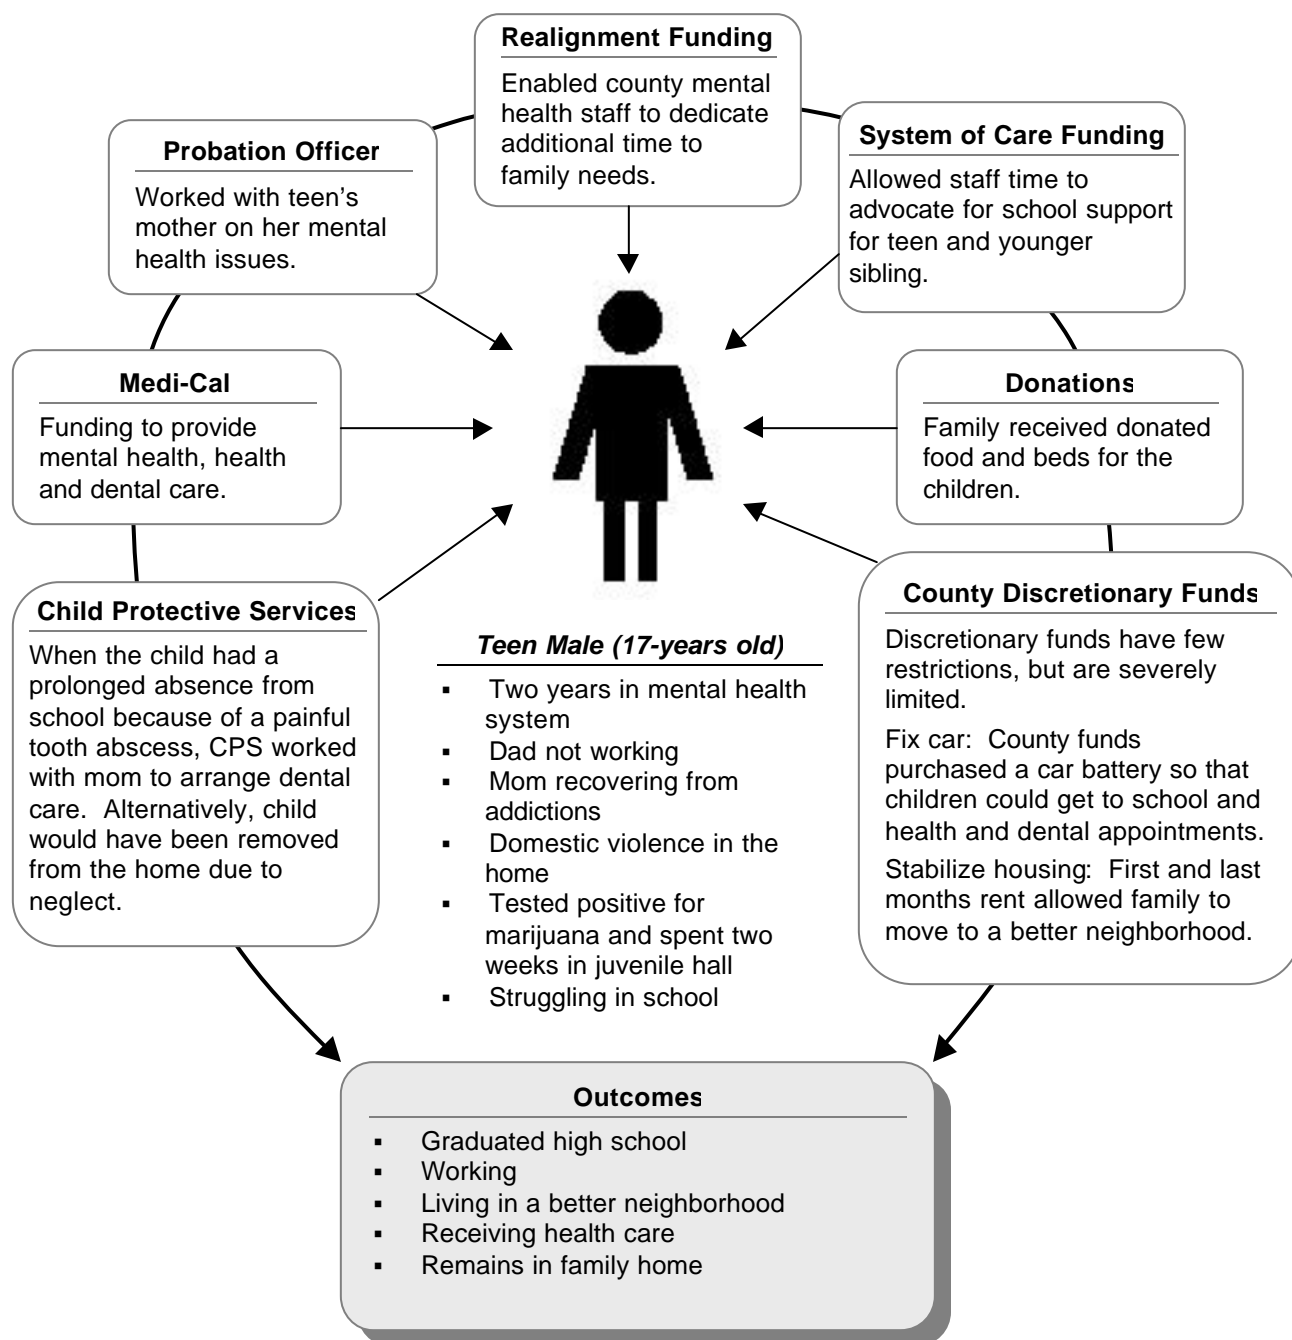 Realignment Funding
Enabled county mental
health staff to dedicate
additional time to
family needs.
Probation Officer
Worked with teen's
mother on her mental
health issues.
System of Care Funding
Allowed staff time to
advocate for school support
for teen and younger
sibling.
Medi-Cal
Funding to provide
mental health, health
and dental care.
Donations
Family received donated
food and beds for the
children.
Child Protective Services
When the child had a
prolonged absence from
school because of a painful
tooth abscess, CPS worked
with mom to arrange dental
care. Alternatively, child
would have been removed
from the home due to
neglect.
Teen Male (17-years old)
▪ Two years in mental health
system
▪ Dad not working
▪ Mom recovering from
addictions
▪ Domestic violence in the
home
▪ Tested positive for
marijuana and spent two
weeks in juvenile hall
▪ Struggling in school
County Discretionary Funds
Discretionary funds have few
restrictions, but are severely
limited.
Fix car: County funds
purchased a car battery so that
children could get to school and
health and dental appointments.
Stabilize housing: First and last
months rent allowed family to
move to a better neighborhood.
Outcomes
▪ Graduated high school
▪ Working
▪ Living in a better neighborhood
▪ Receiving health care
▪ Remains in family home